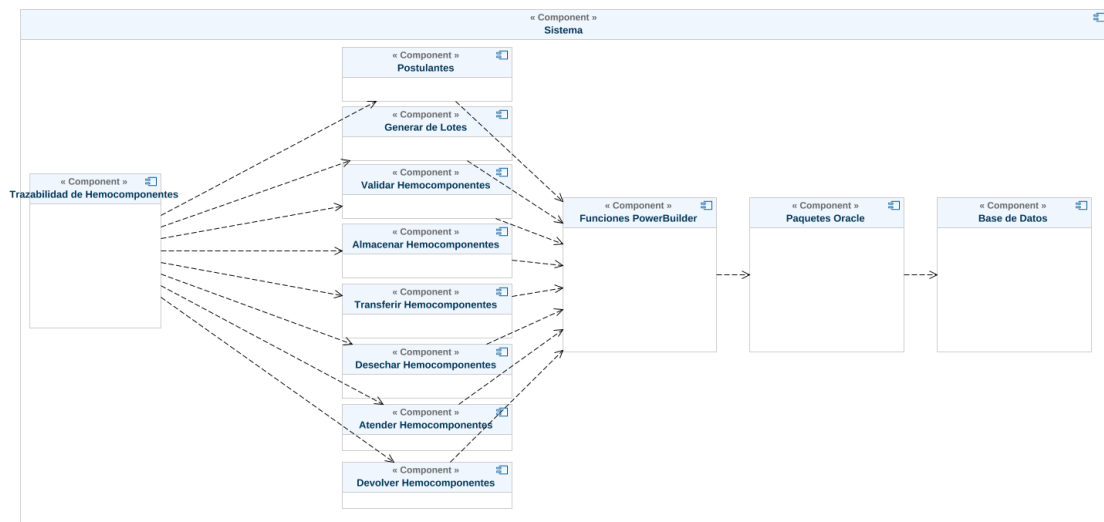 « Component »
Sistema
« Component »
Postulantes
« Component »
Generar de Lotes
« Component »
Trazabilidad de Hemocomponentes
« Component »
Validar Hemocomponentes
« Component »
Almacenar Hemocomponentes
« Component »
Transferir Hemocomponentes
« Component »
Desechar Hemocomponentes
« Component »
Atender Hemocomponentes
« Component »
Devolver Hemocomponentes
« Component »
Funciones PowerBuilder
« Component »
Paquetes Oracle
« Component »
Base de Datos